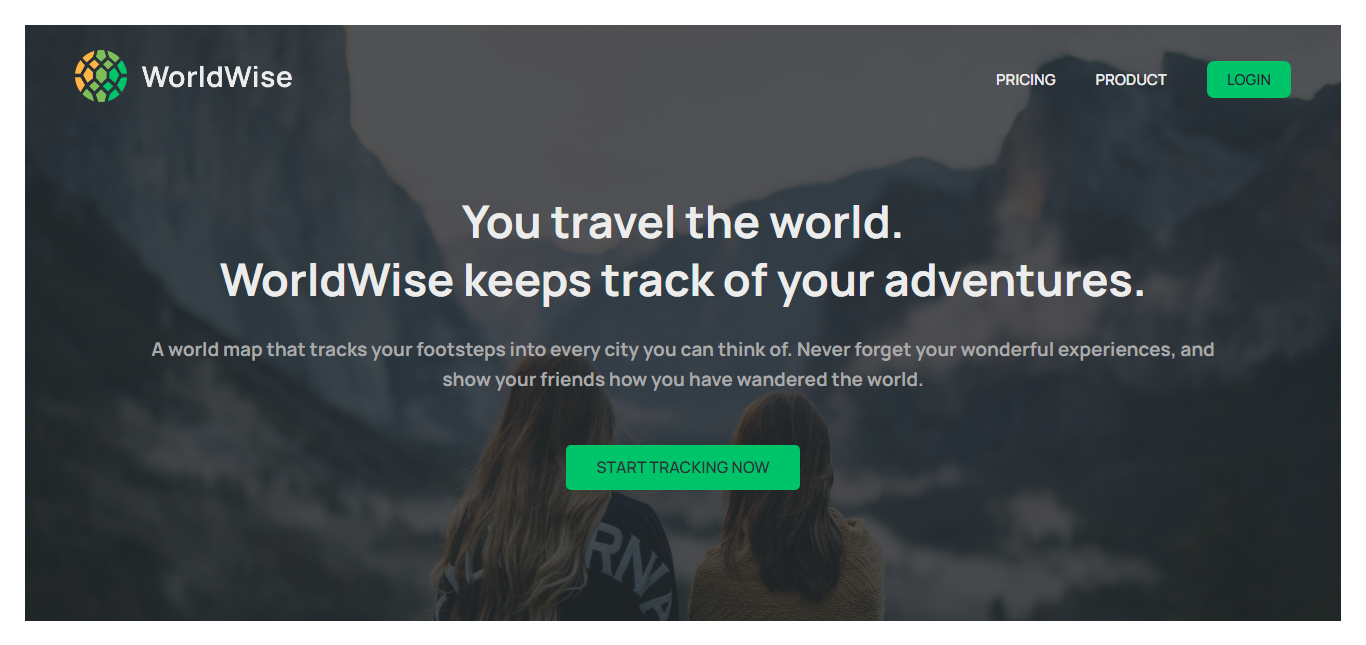 WorldWise
PRICING
PRODUCT
LOGIN
You travel the world.
WorldWise keeps track of your adventures.
A world map that tracks your footsteps into every city you can think of. Never forget your wonderful experiences, and
show your friends how you have wandered the world.
START TRACKING NOW
RNIA